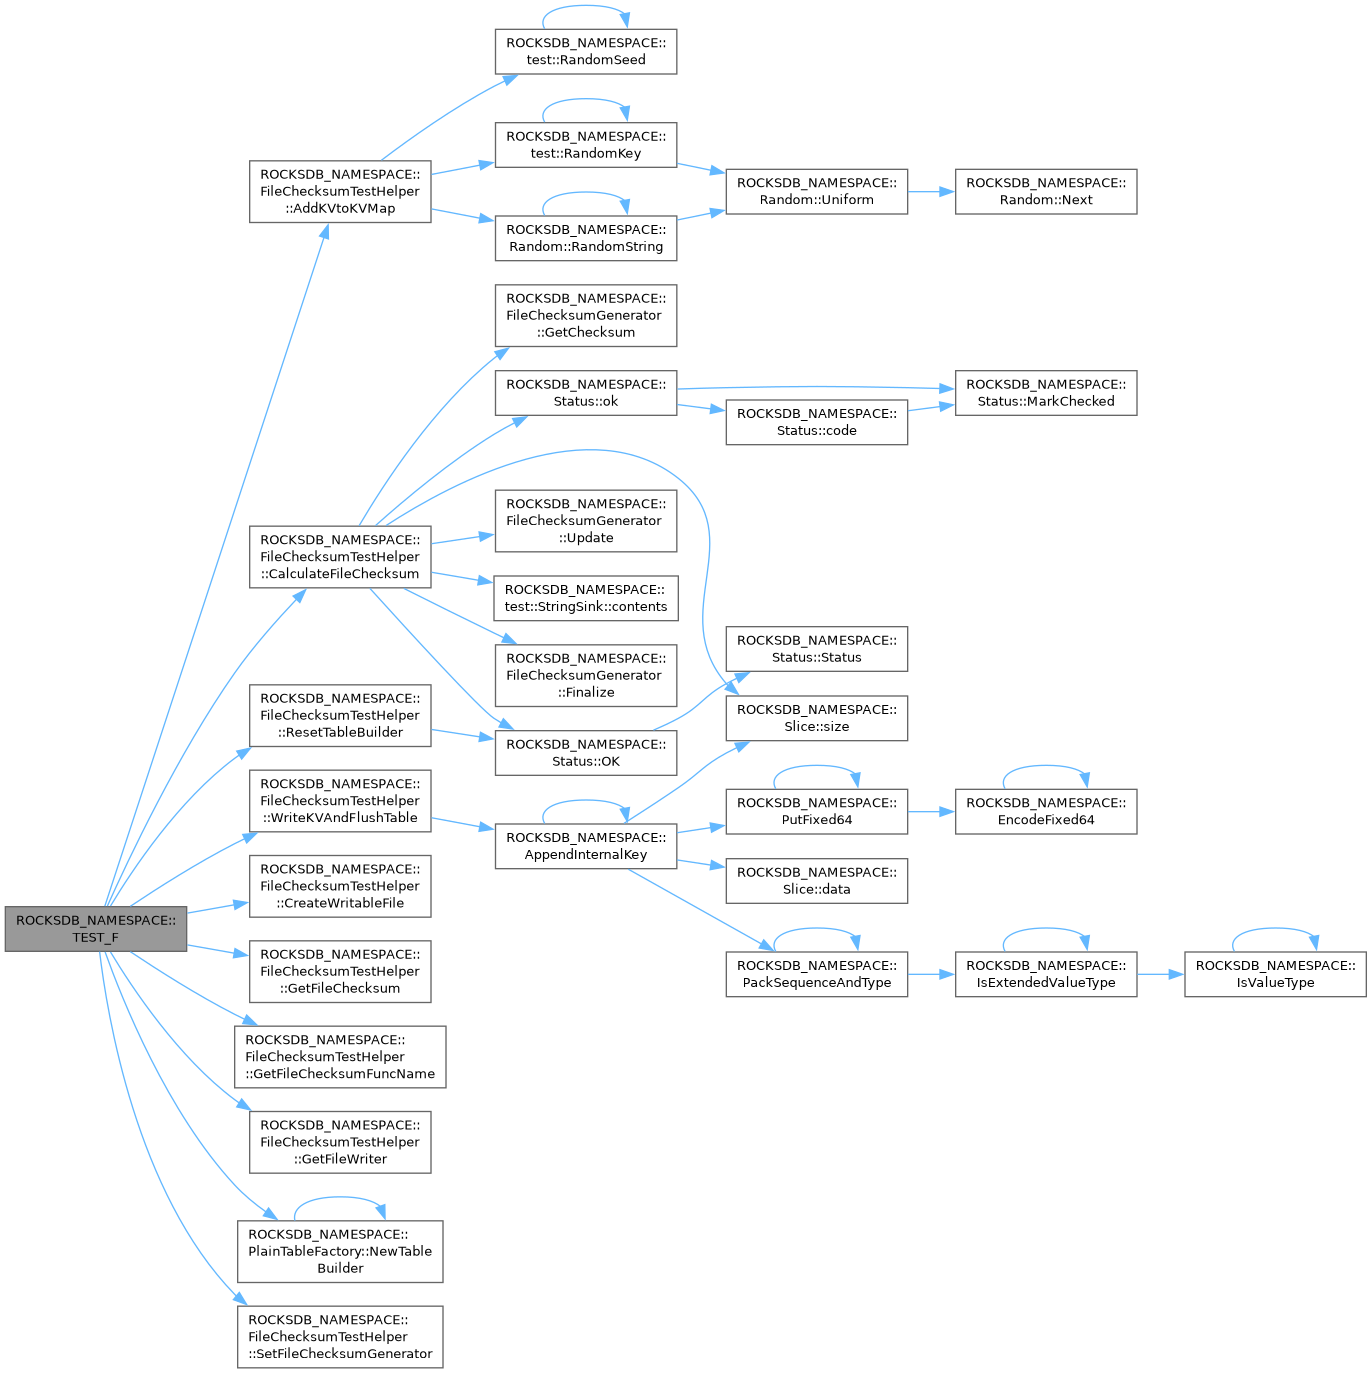 ROCKSDB_NAMESPACE::
TEST_F
ROCKSDB_NAMESPACE::
FileChecksumTestHelper
::AddKVtoKVMap
ROCKSDB_NAMESPACE::
test::RandomSeed
ROCKSDB_NAMESPACE::
test::RandomKey
ROCKSDB_NAMESPACE::
Random::Uniform
ROCKSDB_NAMESPACE::
Random::Next
ROCKSDB_NAMESPACE::
Random::RandomString
ROCKSDB_NAMESPACE::
FileChecksumTestHelper
::CalculateFileChecksum
ROCKSDB_NAMESPACE::
FileChecksumGenerator
::GetChecksum
ROCKSDB_NAMESPACE::
Status::ok
ROCKSDB_NAMESPACE::
Status::code
ROCKSDB_NAMESPACE::
Status::MarkChecked
ROCKSDB_NAMESPACE::
FileChecksumGenerator
::Update
ROCKSDB_NAMESPACE::
test::StringSink::contents
ROCKSDB_NAMESPACE::
FileChecksumGenerator
::Finalize
ROCKSDB_NAMESPACE::
Status::OK
ROCKSDB_NAMESPACE::
Status::Status
ROCKSDB_NAMESPACE::
Slice::size
ROCKSDB_NAMESPACE::
FileChecksumTestHelper
::ResetTableBuilder
ROCKSDB_NAMESPACE::
FileChecksumTestHelper
::WriteKVAndFlushTable
ROCKSDB_NAMESPACE::
AppendInternalKey
ROCKSDB_NAMESPACE::
PutFixed64
ROCKSDB_NAMESPACE::
EncodeFixed64
ROCKSDB_NAMESPACE::
Slice::data
ROCKSDB_NAMESPACE::
PackSequenceAndType
ROCKSDB_NAMESPACE::
IsExtendedValueType
ROCKSDB_NAMESPACE::
IsValueType
ROCKSDB_NAMESPACE::
FileChecksumTestHelper
::CreateWritableFile
ROCKSDB_NAMESPACE::
FileChecksumTestHelper
::GetFileChecksum
ROCKSDB_NAMESPACE::
FileChecksumTestHelper
::GetFileChecksumFuncName
ROCKSDB_NAMESPACE::
FileChecksumTestHelper
::GetFileWriter
ROCKSDB_NAMESPACE::
PlainTableFactory::NewTable
Builder
ROCKSDB_NAMESPACE::
FileChecksumTestHelper
::SetFileChecksumGenerator